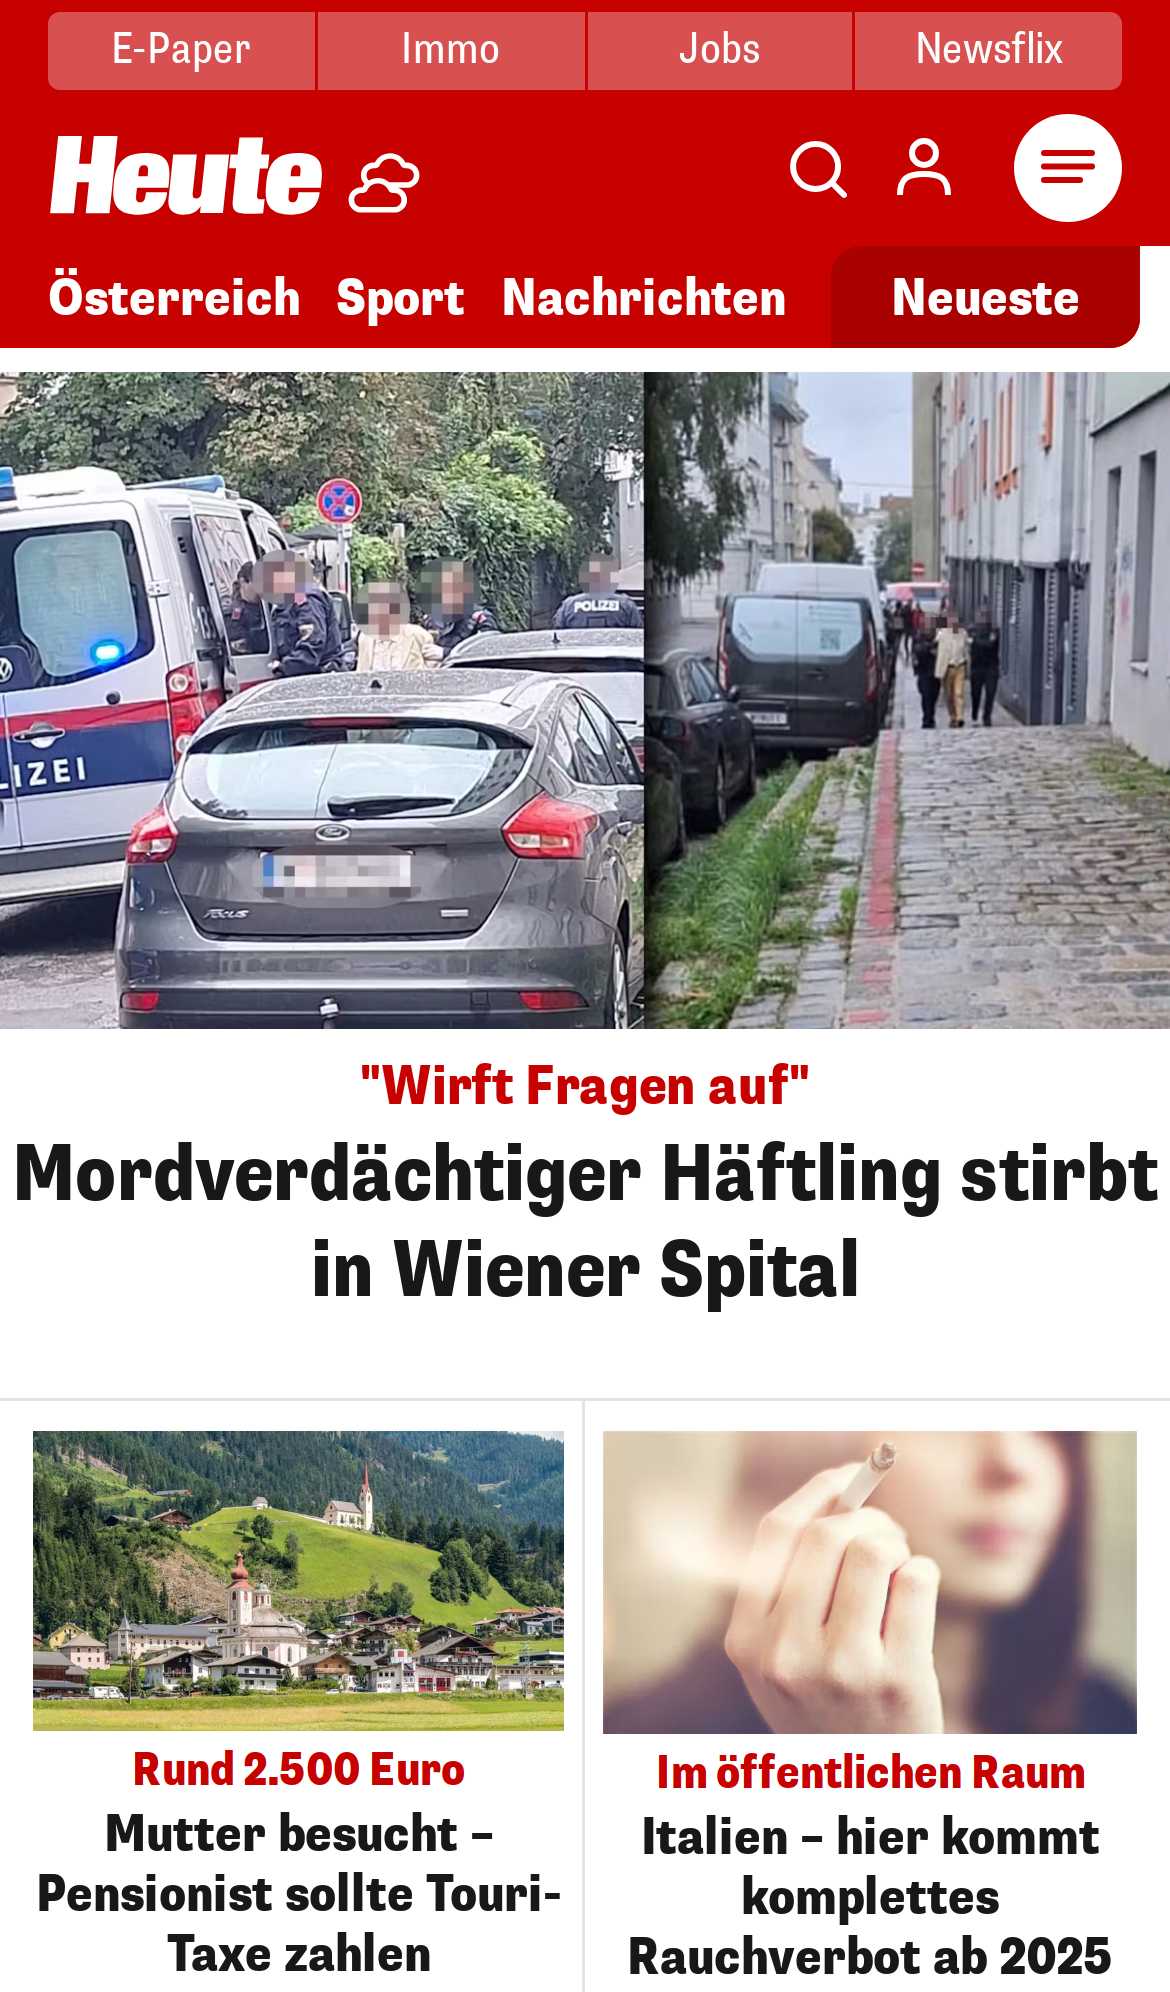 E-Paper
Immo
Jobs
Newsflix
Heute
Österreich
Sport
Nachrichten
Neueste
POLIZEI
LIZEI
FOCUS
"Wirft Fragen auf"
Mordverdächtiger Häftling stirbt
in Wiener Spital
Rund 2.500 Euro
Mutter besucht –
Pensionist sollte Touri-
Taxe zahlen
Im öffentlichen Raum
Italien – hier kommt
komplettes
Rauchverbot ab 2025